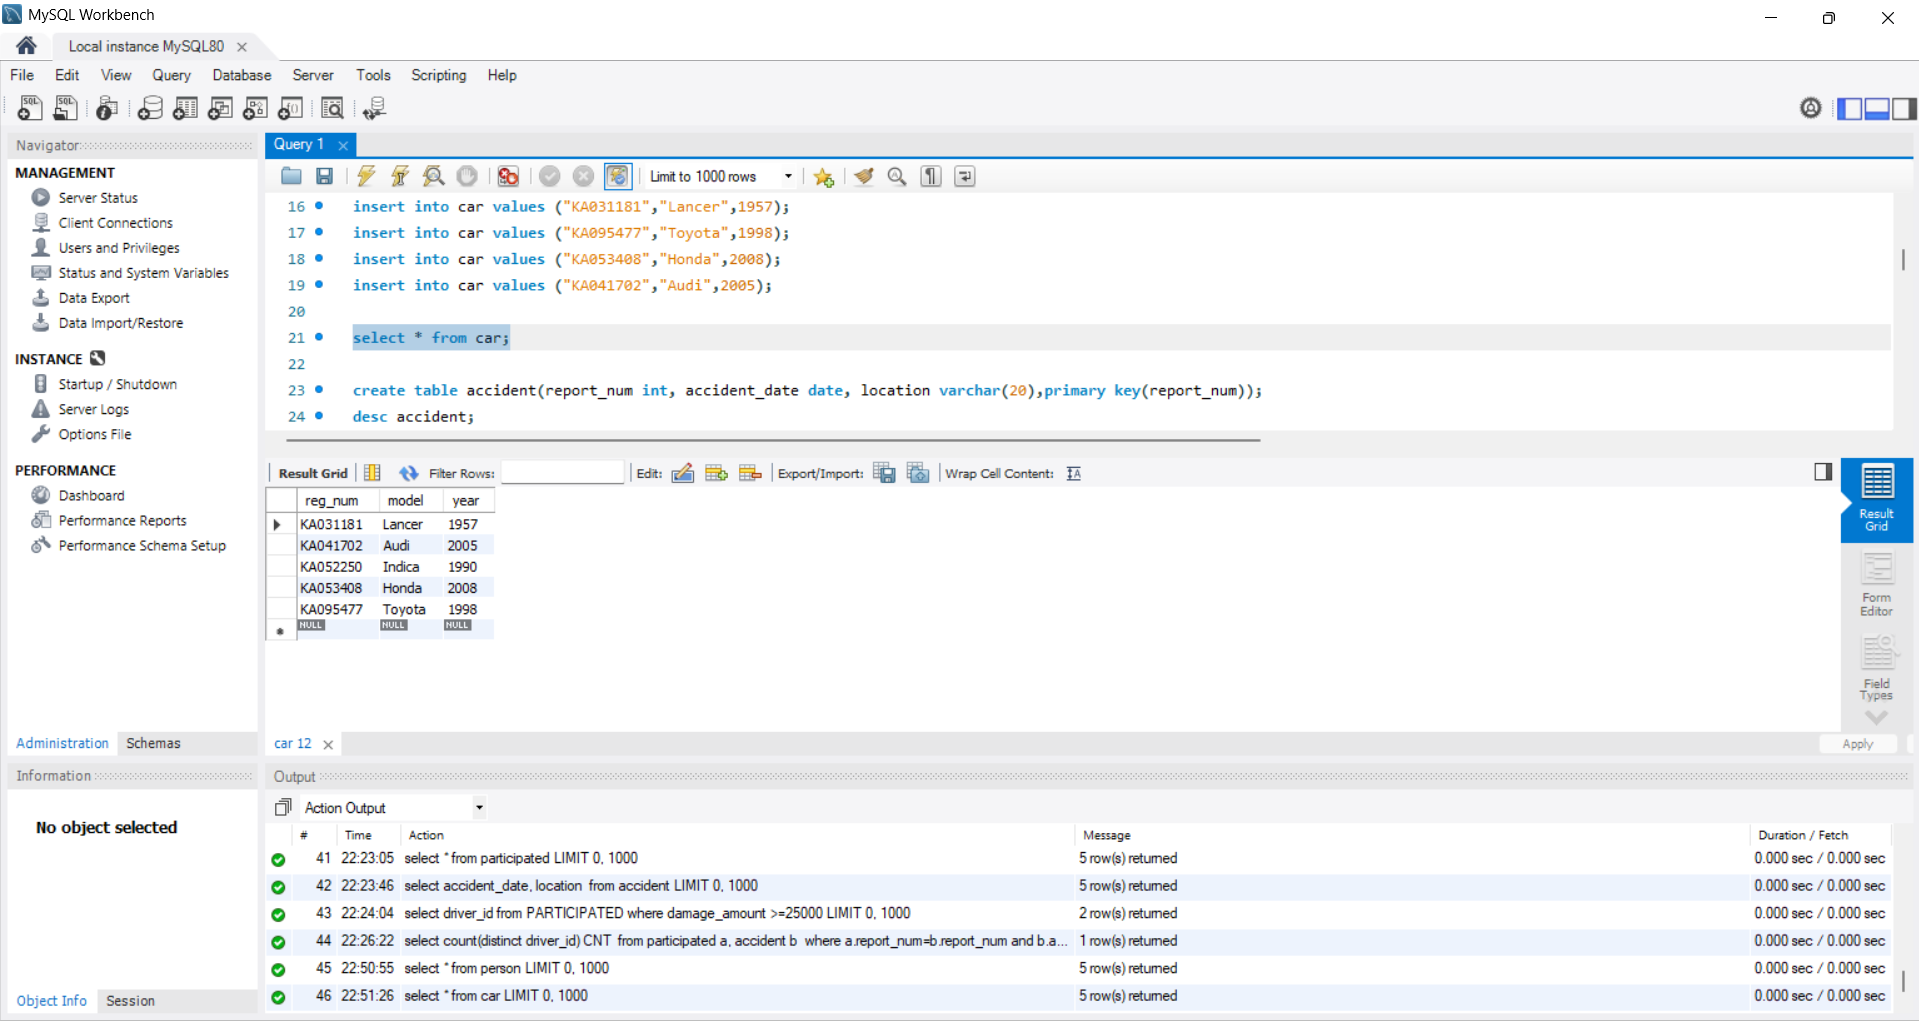 MySQL Workbench
Local instance MySQL80
File Edit View Query Database Server Tools Scripting Help
Navigator
MANAGEMENT
Server Status
Client Connections
Users and Privileges
Status and System Variables
Data Export
Data Import/Restore
INSTANCE
Startup / Shutdown
Server Logs
Options File
PERFORMANCE
Dashboard
Performance Reports
Performance Schema Setup
Administration Schemas
Information
No object selected
Object Info Session
Query 1
Limit to 1000 rows
16 insert into car values ("KA031181","Lancer",1957);
17 insert into car values ("KA095477","Toyota",1998);
18 insert into car values ("KA053408","Honda",2008);
19 insert into car values ("KA041702","Audi",2005);
20
21 select * from car;
22
23 create table accident(report_num int, accident_date date, location varchar(20),primary key(report_num));
24 desc accident;
Result Grid Filter Rows: Edit: Export/Import: Wrap Cell Content:
reg_num model year
KA031181 Lancer 1957
KA041702 Audi 2005
KA052250 Indica 1990
KA053408 Honda 2008
KA095477 Toyota 1998
NULL NULL NULL
Result
Grid
Form
Editor
Field
Types
car 12
Apply
Output
Action Output
# Time Action Message Duration / Fetch
41 22:23:05 select * from participated LIMIT 0, 1000 5 row(s) returned 0.000 sec / 0.000 sec
42 22:23:46 select accident_date, location from accident LIMIT 0, 1000 5 row(s) returned 0.000 sec / 0.000 sec
43 22:24:04 select driver_id from PARTICIPATED where damage_amount >=25000 LIMIT 0, 1000 2 row(s) returned 0.000 sec / 0.000 sec
44 22:26:22 select count(distinct driver_id) CNT from participated a, accident b where a.report_num=b.report_num and b.a... 1 row(s) returned 0.000 sec / 0.000 sec
45 22:50:55 select * from person LIMIT 0, 1000 5 row(s) returned 0.000 sec / 0.000 sec
46 22:51:26 select * from car LIMIT 0, 1000 5 row(s) returned 0.000 sec / 0.000 sec